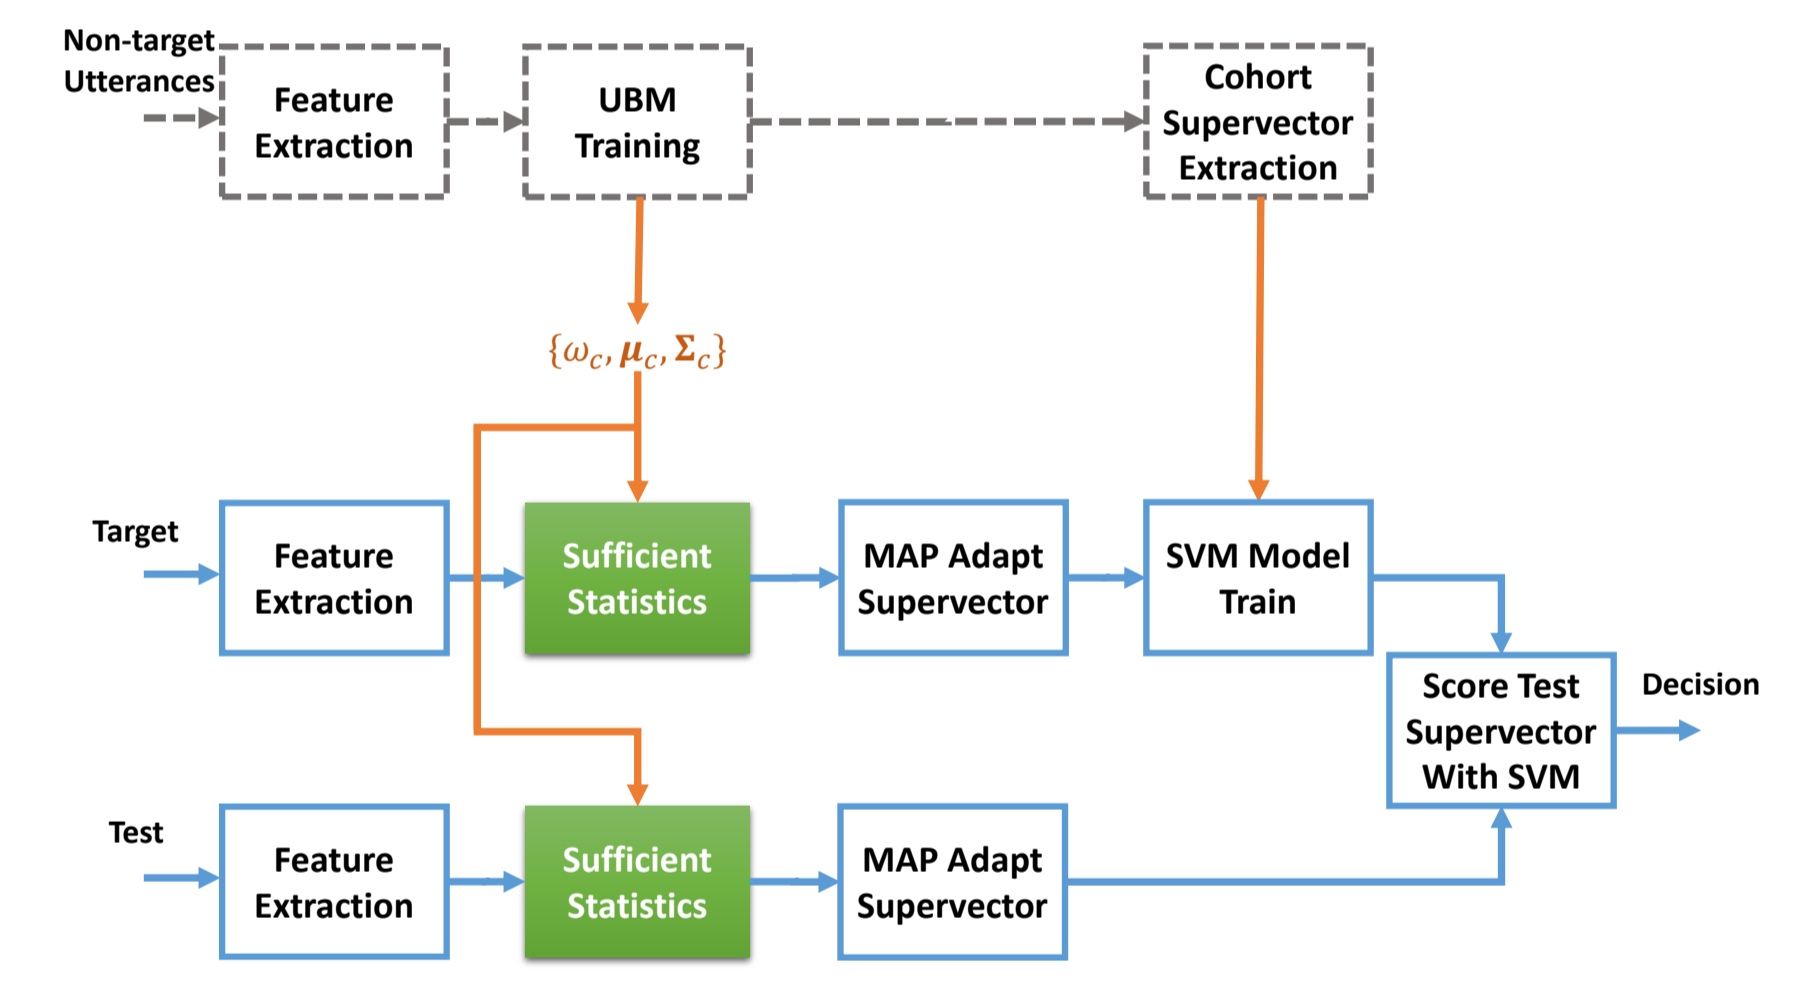 Non-target
Utterances
Feature
Extraction
UBM
Training
Cohort
Supervector
Extraction
{ω_c, μ_c, Σ_c}
Target
Feature
Extraction
Sufficient
Statistics
MAP Adapt
Supervector
SVM Model
Train
Score Test
Supervector
With SVM
Decision
Test
Feature
Extraction
Sufficient
Statistics
MAP Adapt
Supervector